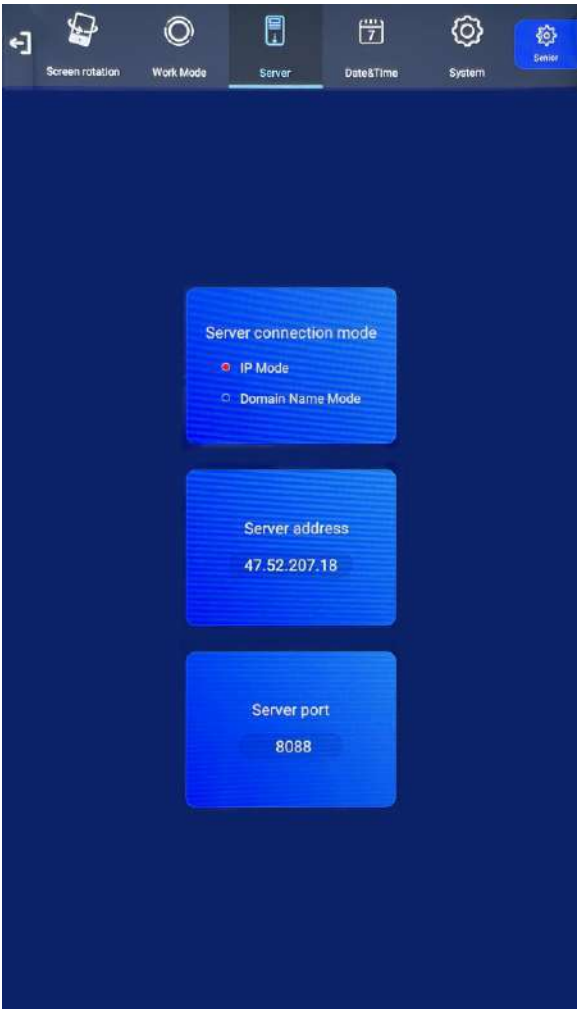 Screen rotation
Work Mode
Server
7
Date&Time
System
Senior
Server connection mode
IP Mode
Domain Name Mode
Server address
47.52.207.18
Server port
8088